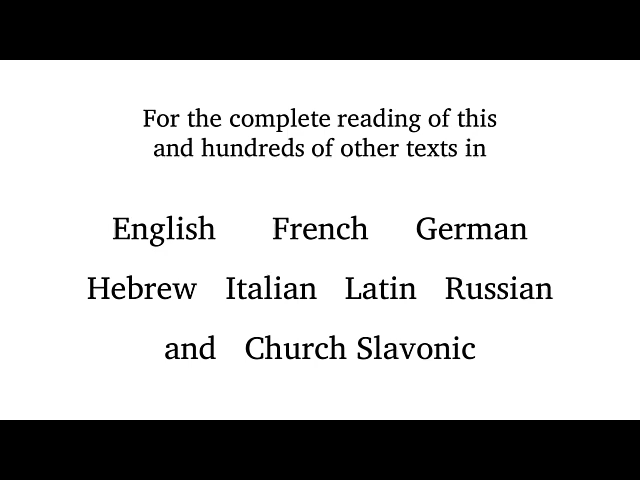 For the complete reading of this
and hundreds of other texts in
English French German
Hebrew Italian Latin Russian
and Church Slavonic